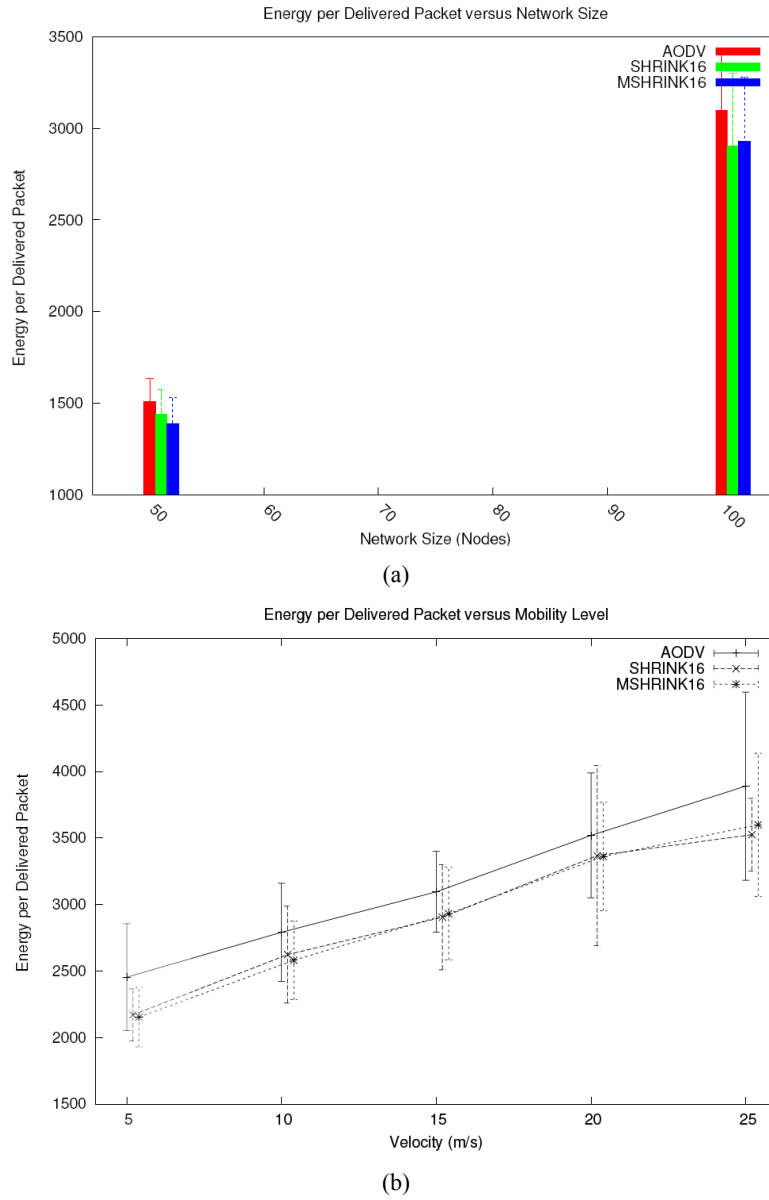 Energy per Delivered Packet versus Network Size
3500
3000
2500
2000
1500
1000
Energy per Delivered Packet
AODV
SHRINK16
MSHRINK16
50
60
70
80
90
100
Network Size (Nodes)
(a)
Energy per Delivered Packet versus Mobility Level
5000
4500
4000
3500
3000
2500
2000
1500
Energy per Delivered Packet
AODV
SHRINK16
MSHRINK16
5
10
15
20
25
Velocity (m/s)
(b)